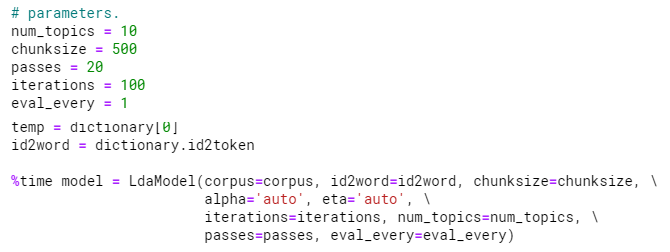 # parameters.
num_topics = 10
chunksize = 500
passes = 20
iterations = 100
eval_every = 1
temp = dictionary[0]
id2word = dictionary.id2token
%time model = LdaModel(corpus=corpus, id2word=id2word, chunksize=chunksize, \
alpha='auto', eta='auto', \
iterations=iterations, num_topics=num_topics, \
passes=passes, eval_every=eval_every)